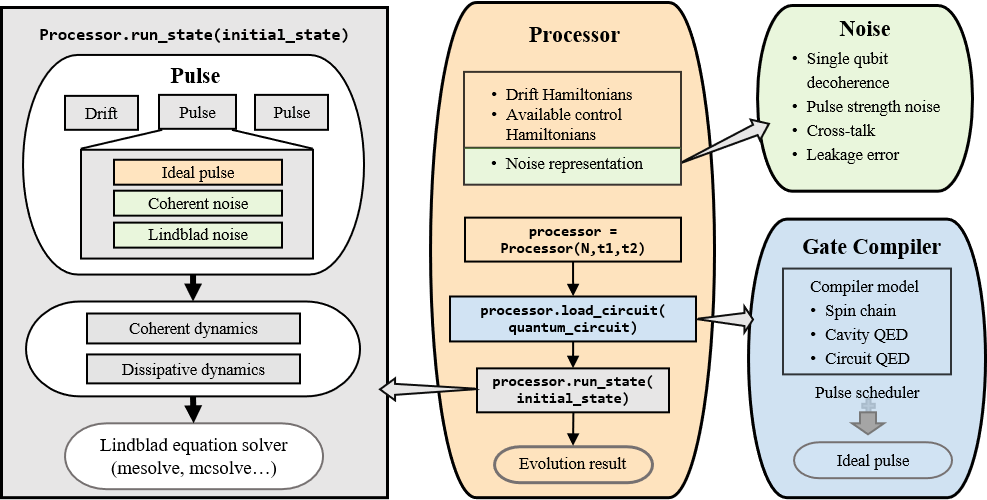 Processor.run_state(initial_state)
Pulse
Drift
Pulse
Pulse
Ideal pulse
Coherent noise
Lindblad noise
Coherent dynamics
Dissipative dynamics
Lindblad equation solver
(mesolve, mcsolve…)
Processor
• Drift Hamiltonians
• Available control
Hamiltonians
• Noise representation
processor =
Processor(N,t1,t2)
processor.load_circuit(
quantum_circuit)
processor.run_state(
initial_state)
Evolution result
Noise
• Single qubit
decoherence
• Pulse strength noise
• Cross-talk
• Leakage error
Gate Compiler
Compiler model
• Spin chain
• Cavity QED
• Circuit QED
Pulse scheduler
Ideal pulse